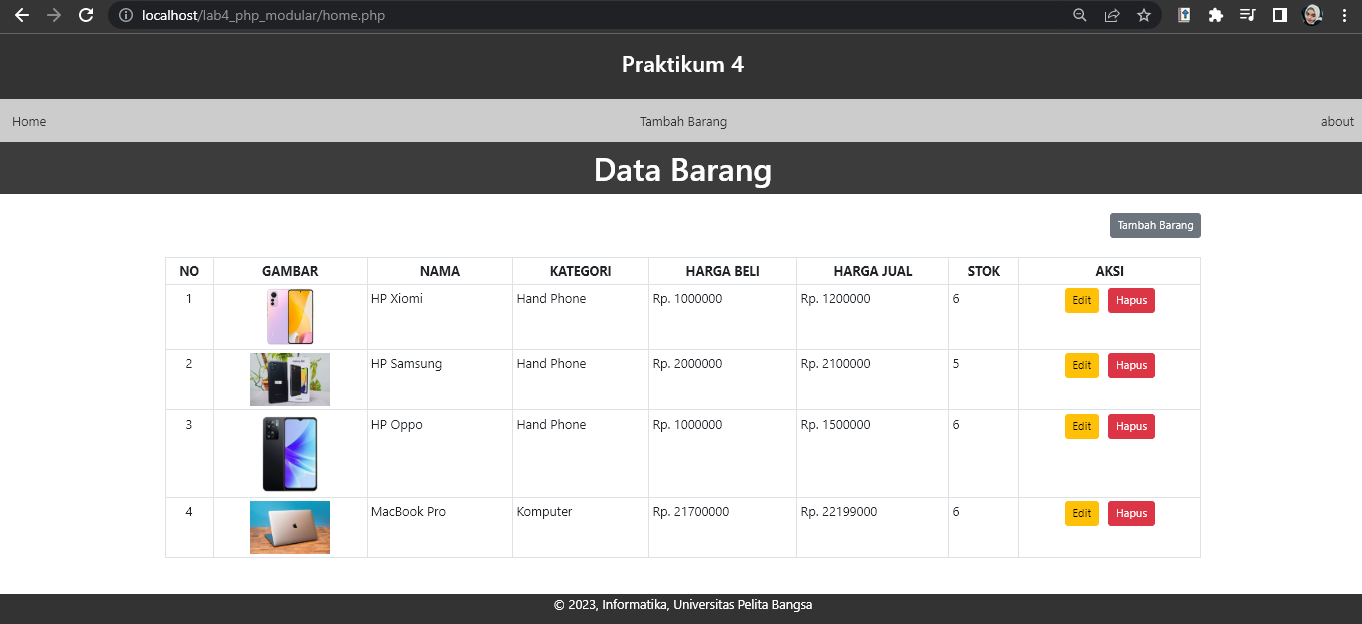 localhost/lab4_php_modular/home.php
Praktikum 4
Home Tambah Barang about
Data Barang
Tambah Barang
NO GAMBAR NAMA KATEGORI HARGA BELI HARGA JUAL STOK AKSI
1 HP Xiomi Hand Phone Rp. 1000000 Rp. 1200000 6 Edit Hapus
2 HP Samsung Hand Phone Rp. 2000000 Rp. 2100000 5 Edit Hapus
3 HP Oppo Hand Phone Rp. 1000000 Rp. 1500000 6 Edit Hapus
4 MacBook Pro Komputer Rp. 21700000 Rp. 22199000 6 Edit Hapus
© 2023, Informatika, Universitas Pelita Bangsa